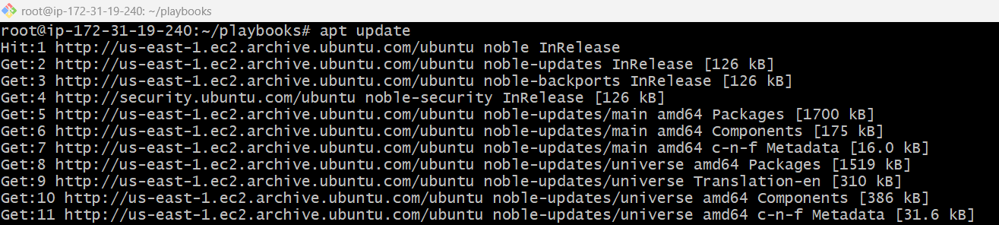 root@ip-172-31-19-240: ~/playbooks
root@ip-172-31-19-240:~/playbooks# apt update
Hit:1 http://us-east-1.ec2.archive.ubuntu.com/ubuntu noble InRelease
Get:2 http://us-east-1.ec2.archive.ubuntu.com/ubuntu noble-updates InRelease [126 kB]
Get:3 http://us-east-1.ec2.archive.ubuntu.com/ubuntu noble-backports InRelease [126 kB]
Get:4 http://security.ubuntu.com/ubuntu noble-security InRelease [126 kB]
Get:5 http://us-east-1.ec2.archive.ubuntu.com/ubuntu noble-updates/main amd64 Packages [1700 kB]
Get:6 http://us-east-1.ec2.archive.ubuntu.com/ubuntu noble-updates/main amd64 Components [175 kB]
Get:7 http://us-east-1.ec2.archive.ubuntu.com/ubuntu noble-updates/main amd64 c-n-f Metadata [16.0 kB]
Get:8 http://us-east-1.ec2.archive.ubuntu.com/ubuntu noble-updates/universe amd64 Packages [1519 kB]
Get:9 http://us-east-1.ec2.archive.ubuntu.com/ubuntu noble-updates/universe Translation-en [310 kB]
Get:10 http://us-east-1.ec2.archive.ubuntu.com/ubuntu noble-updates/universe amd64 Components [386 kB]
Get:11 http://us-east-1.ec2.archive.ubuntu.com/ubuntu noble-updates/universe amd64 c-n-f Metadata [31.6 kB]